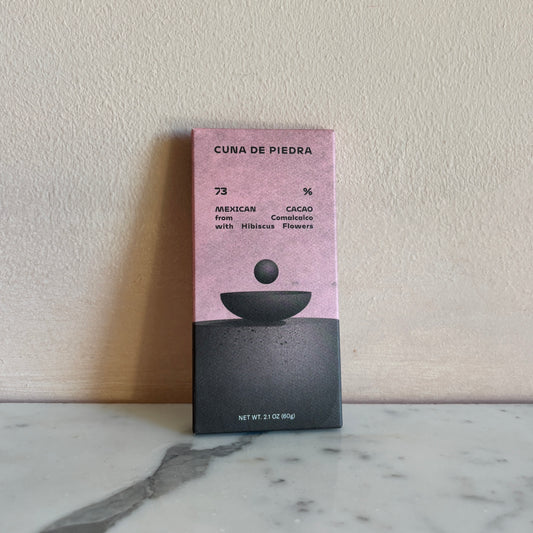 CUNA DE PIEDRA
73 %
MEXICAN CACAO
from Comalcalco
with Hibiscus Flowers
NET WT. 2.1 OZ (60g)